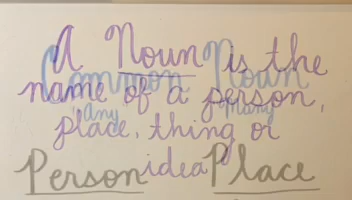 A Noun is the
Common Noun
name of a person,
any many
place, thing or
idea
Person Place